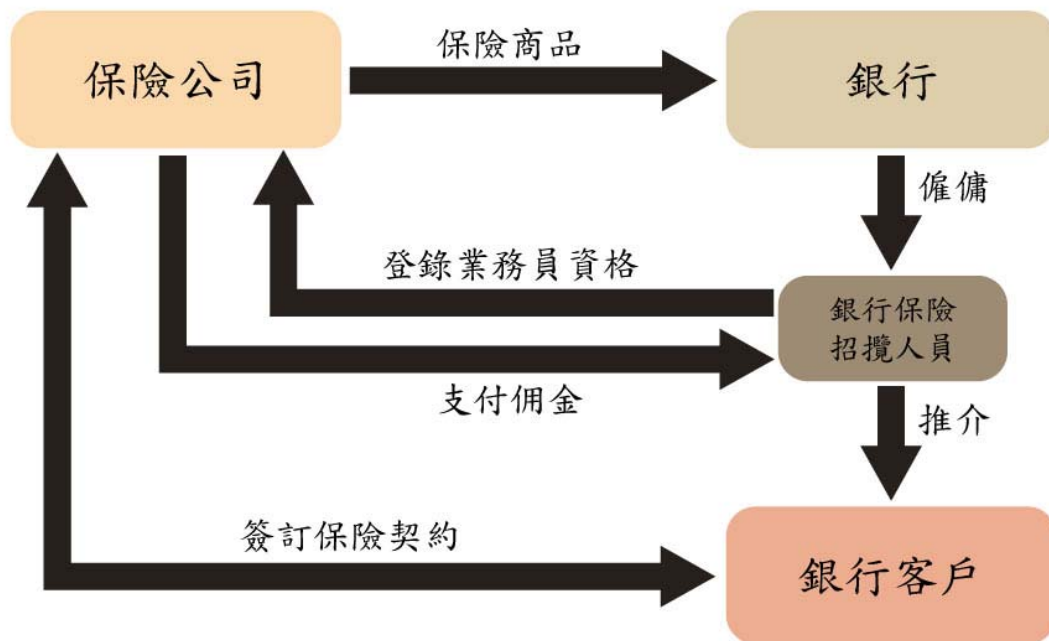 保險公司
保險商品
銀行
僱傭
登錄業務員資格
銀行保險
招攬人員
支付佣金
推介
簽訂保險契約
銀行客戶